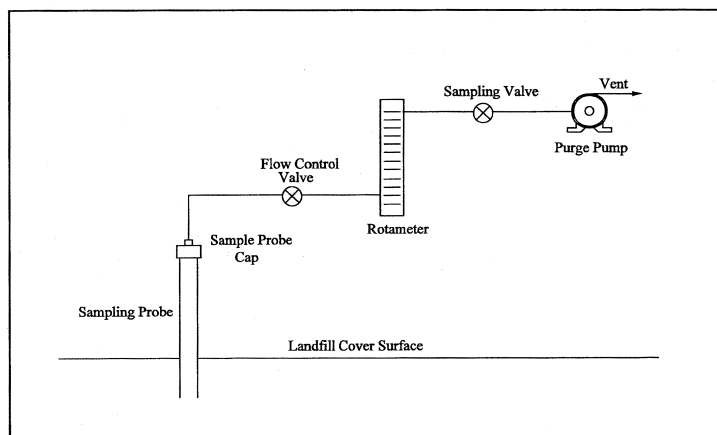 Vent
Sampling Valve
Purge Pump
Flow Control
Valve
Rotameter
Sample Probe
Cap
Sampling Probe
Landfill Cover Surface